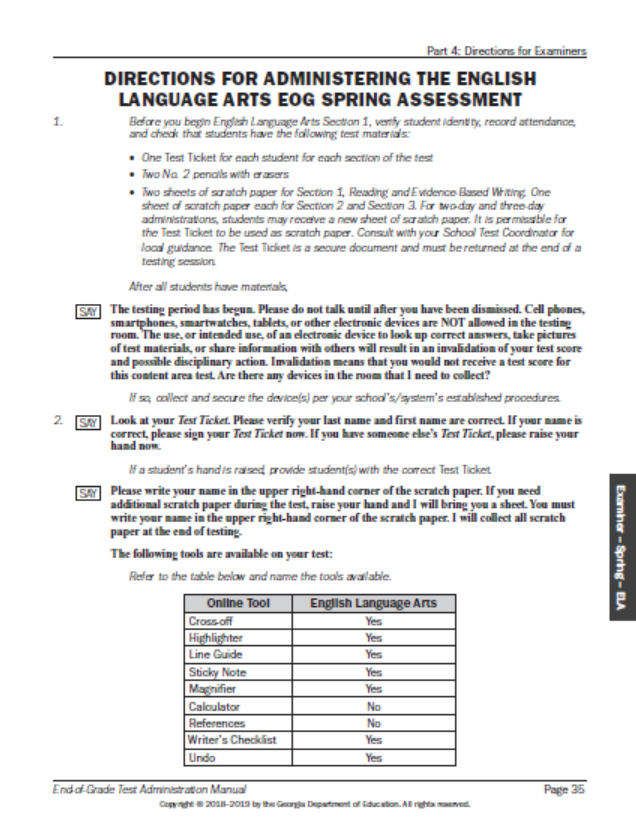 Part 4: Directions for Examiners
DIRECTIONS FOR ADMINISTERING THE ENGLISH
LANGUAGE ARTS EOG SPRING ASSESSMENT
1. Before you begin English Language Arts Section 1, verify student identity, record attendance,
and check that students have the following test materials:
• One Test Ticket for each student for each section of the test
• Two No. 2 pencils with erasers
• Two sheets of scratch paper for Section 1, Reading and Evidence-Based Writing. One
sheet of scratch paper each for Section 2 and Section 3. For two-day and three-day
administrations, students may receive a new sheet of scratch paper. It is permissible for
the Test Ticket to be used as scratch paper. Consult with your School Test Coordinator for
local guidance. The Test Ticket is a secure document and must be returned at the end of a
testing session.
After all students have materials,
SAY The testing period has begun. Please do not talk until after you have been dismissed. Cell phones,
smartphones, smartwatches, tablets, or other electronic devices are NOT allowed in the testing
room. The use, or intended use, of an electronic device to look up correct answers, take pictures
of test materials, or share information with others will result in an invalidation of your test score
and possible disciplinary action. Invalidation means that you would not receive a test score for
this content area test. Are there any devices in the room that I need to collect?
If so, collect and secure the device(s) per your school's/system's established procedures.
2. SAY Look at your Test Ticket. Please verify your last name and first name are correct. If your name is
correct, please sign your Test Ticket now. If you have someone else's Test Ticket, please raise your
hand now.
If a student's hand is raised, provide student(s) with the correct Test Ticket.
SAY Please write your name in the upper right-hand corner of the scratch paper. If you need
additional scratch paper during the test, raise your hand and I will bring you a sheet. You must
write your name in the upper right-hand corner of the scratch paper. I will collect all scratch
paper at the end of testing.
The following tools are available on your test:
Refer to the table below and name the tools available.
Online Tool English Language Arts
Cross-off Yes
Highlighter Yes
Line Guide Yes
Sticky Note Yes
Magnifier Yes
Calculator No
References No
Writer's Checklist Yes
Undo Yes
Examiner – Spring – ELA
End-of-Grade Test Administration Manual Page 35
Copyright © 2018–2019 by the Georgia Department of Education. All rights reserved.